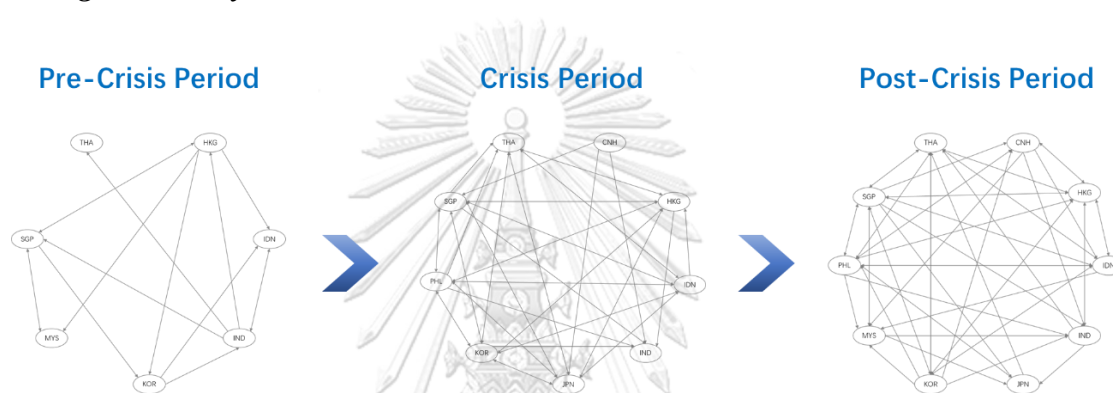 Pre-Crisis Period
Crisis Period
Post-Crisis Period
THA
HKG
SGP
IDN
MYS
IND
KOR
THA
CNH
SGP
HKG
PHL
IDN
KOR
IND
JPN
THA
CNH
SGP
HKG
PHL
IDN
MYS
IND
KOR
JPN